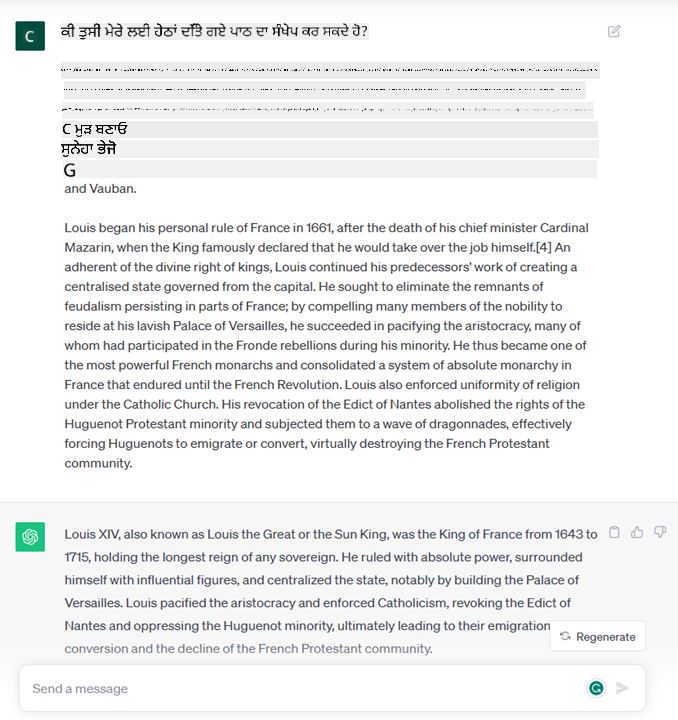 C
ਕੀ ਤੁਸੀਂ ਮੇਰੇ ਲਈ ਹੇਠਾਂ ਦਿੱਤੇ ਗਏ ਪਾਠ ਦਾ ਸੰਖੇਪ ਕਰ ਸਕਦੇ ਹੋ?
C ਮੁੜ ਬਣਾਓ
ਸੁਨੇਹਾ ਭੇਜੋ
G
and Vauban.
Louis began his personal rule of France in 1661, after the death of his chief minister Cardinal
Mazarin, when the King famously declared that he would take over the job himself.[4] An
adherent of the divine right of kings, Louis continued his predecessors' work of creating a
centralised state governed from the capital. He sought to eliminate the remnants of
feudalism persisting in parts of France; by compelling many members of the nobility to
reside at his lavish Palace of Versailles, he succeeded in pacifying the aristocracy, many of
whom had participated in the Fronde rebellions during his minority. He thus became one of
the most powerful French monarchs and consolidated a system of absolute monarchy in
France that endured until the French Revolution. Louis also enforced uniformity of religion
under the Catholic Church. His revocation of the Edict of Nantes abolished the rights of the
Huguenot Protestant minority and subjected them to a wave of dragonnades, effectively
forcing Huguenots to emigrate or convert, virtually destroying the French Protestant
community.
Louis XIV, also known as Louis the Great or the Sun King, was the King of France from 1643 to
1715, holding the longest reign of any sovereign. He ruled with absolute power, surrounded
himself with influential figures, and centralized the state, notably by building the Palace of
Versailles. Louis pacified the aristocracy and enforced Catholicism, revoking the Edict of
Nantes and oppressing the Huguenot minority, ultimately leading to their emigration
Regenerate
conversion and the decline of the French Protestant community.
Send a message